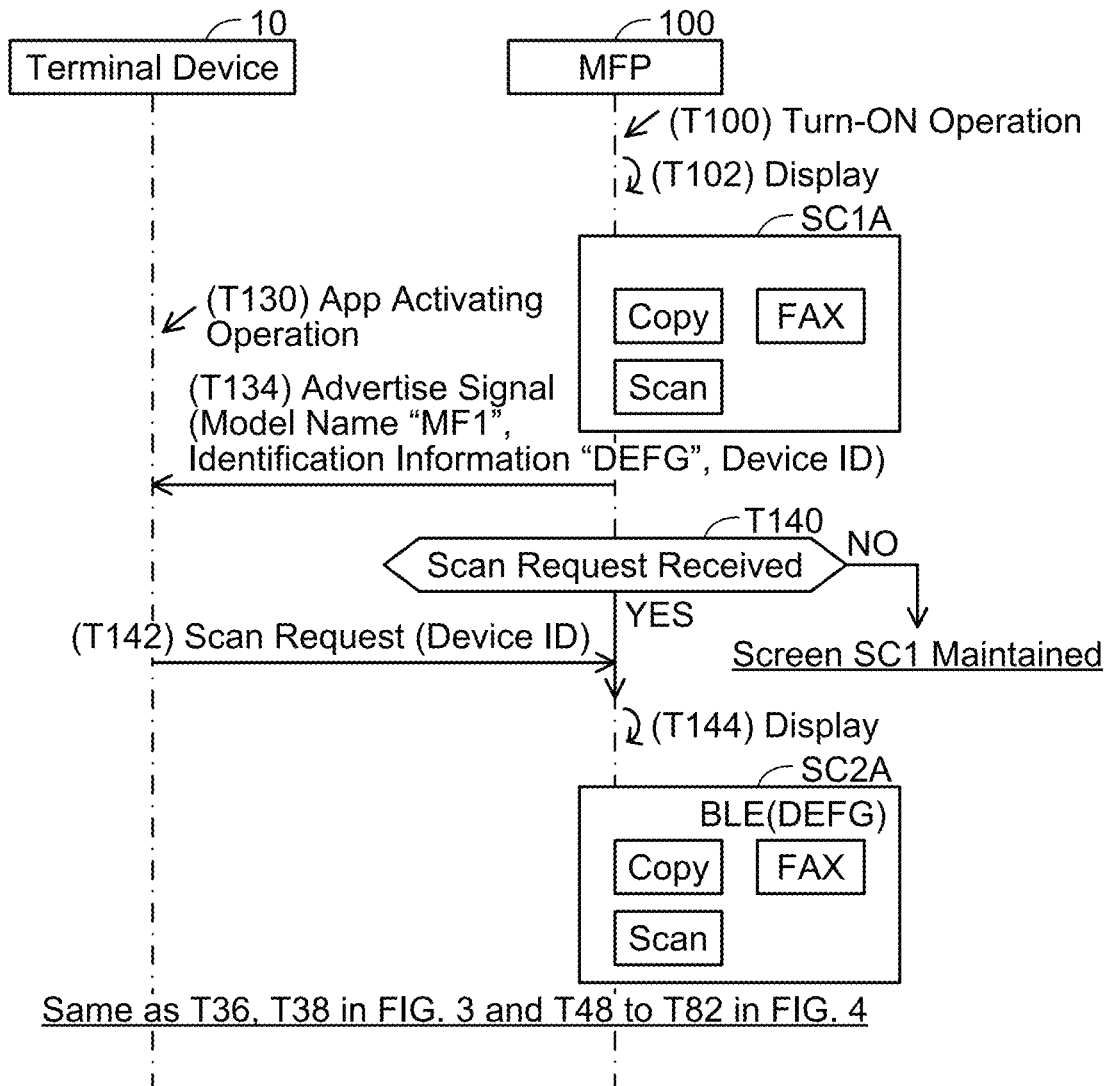 10
100
Terminal Device
MFP
(T100) Turn-ON Operation
(T102) Display
SC1A
Copy
FAX
Scan
(T130) App Activating
Operation
(T134) Advertise Signal
(Model Name “MF1”,
Identification Information “DEFG”, Device ID)
T140
Scan Request Received
NO
YES
(T142) Scan Request (Device ID)
Screen SC1 Maintained
(T144) Display
SC2A
BLE(DEFG)
Copy
FAX
Scan
Same as T36, T38 in FIG. 3 and T48 to T82 in FIG. 4